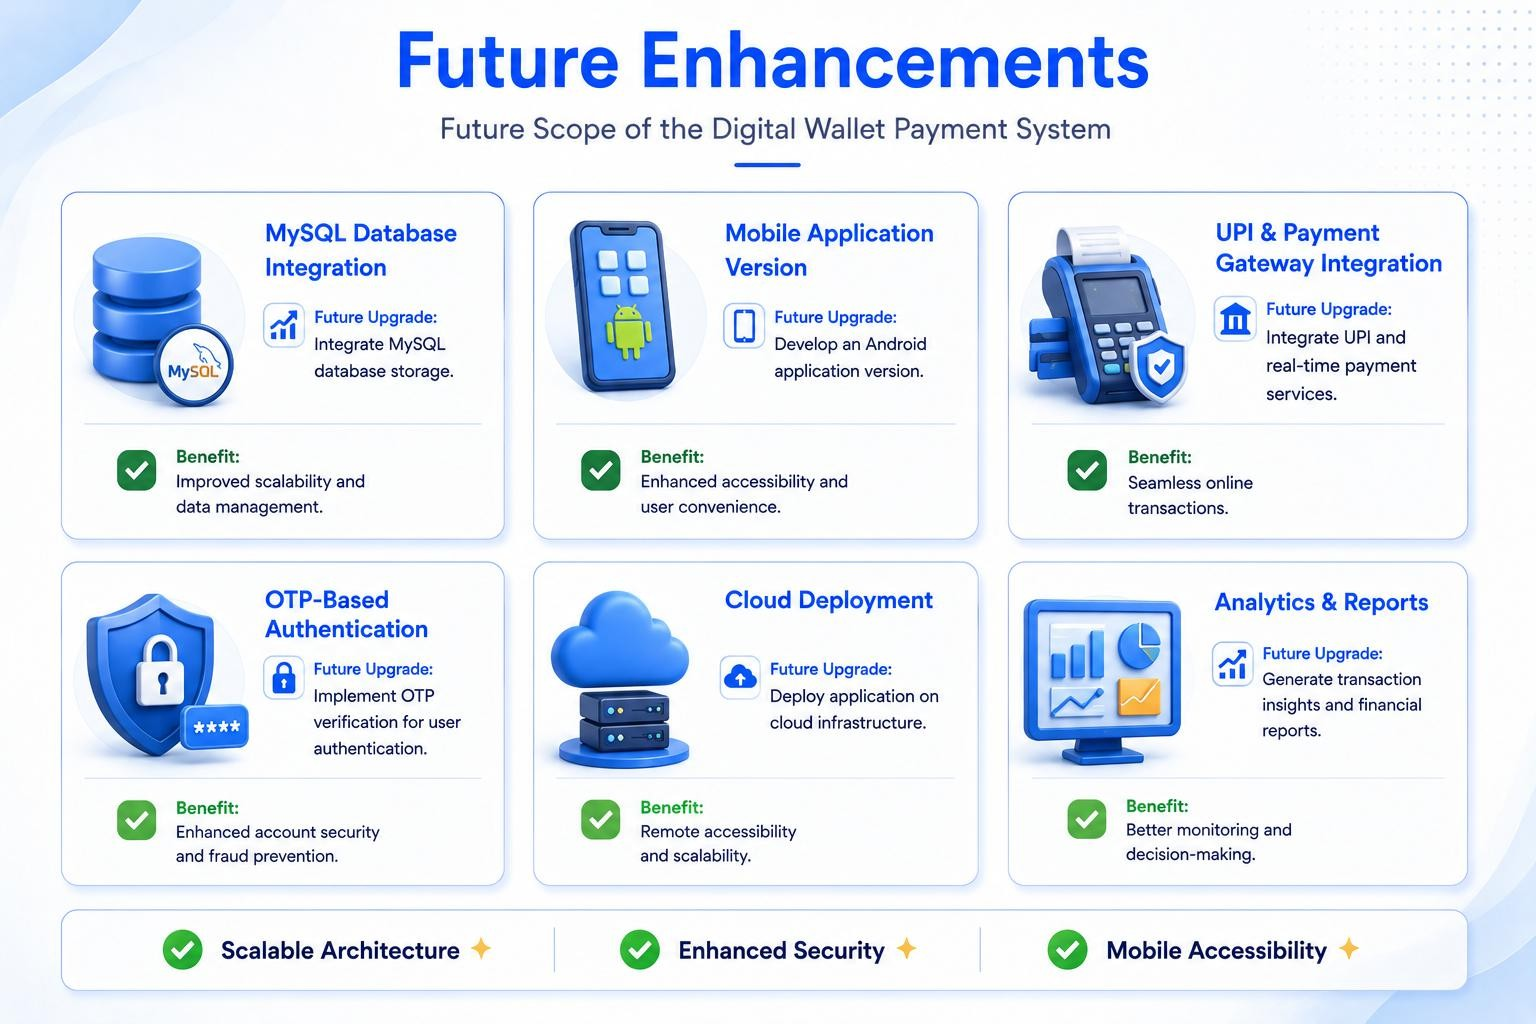 Future Enhancements
Future Scope of the Digital Wallet Payment System
MySQL Database
Integration
Future Upgrade:
Integrate MySQL
database storage.
MySQL
Benefit:
Improved scalability and
data management.
Mobile Application
Version
Future Upgrade:
Develop an Android
application version.
Benefit:
Enhanced accessibility and
user convenience.
UPI & Payment
Gateway Integration
Future Upgrade:
Integrate UPI and
real-time payment
services.
Benefit:
Seamless online
transactions.
OTP-Based
Authentication
Future Upgrade:
Implement OTP
verification for user
authentication.
****
Benefit:
Enhanced account security
and fraud prevention.
Cloud Deployment
Future Upgrade:
Deploy application on
cloud infrastructure.
Benefit:
Remote accessibility
and scalability.
Analytics & Reports
Future Upgrade:
Generate transaction
insights and financial
reports.
Benefit:
Better monitoring and
decision-making.
Scalable Architecture
Enhanced Security
Mobile Accessibility